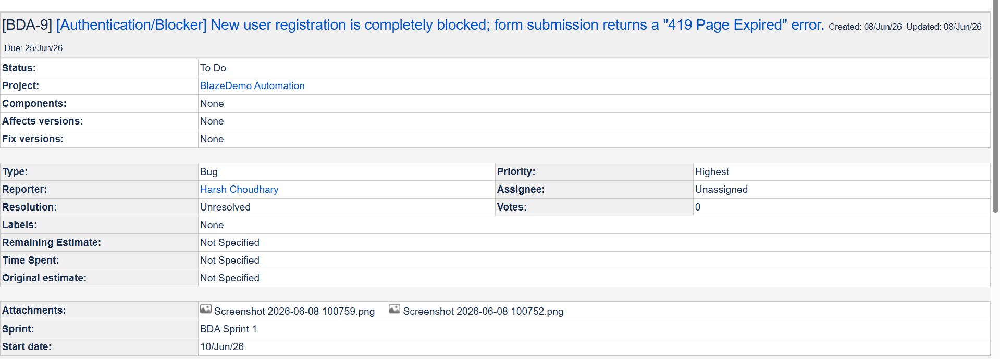 [BDA-9] [Authentication/Blocker] New user registration is completely blocked; form submission returns a "419 Page Expired" error. Created: 08/Jun/26 Updated: 08/Jun/26
Due: 25/Jun/26
Status: To Do
Project: BlazeDemo Automation
Components: None
Affects versions: None
Fix versions: None
Type: Bug Priority: Highest
Reporter: Harsh Choudhary Assignee: Unassigned
Resolution: Unresolved Votes: 0
Labels: None
Remaining Estimate: Not Specified
Time Spent: Not Specified
Original estimate: Not Specified
Attachments: Screenshot 2026-06-08 100759.png Screenshot 2026-06-08 100752.png
Sprint: BDA Sprint 1
Start date: 10/Jun/26